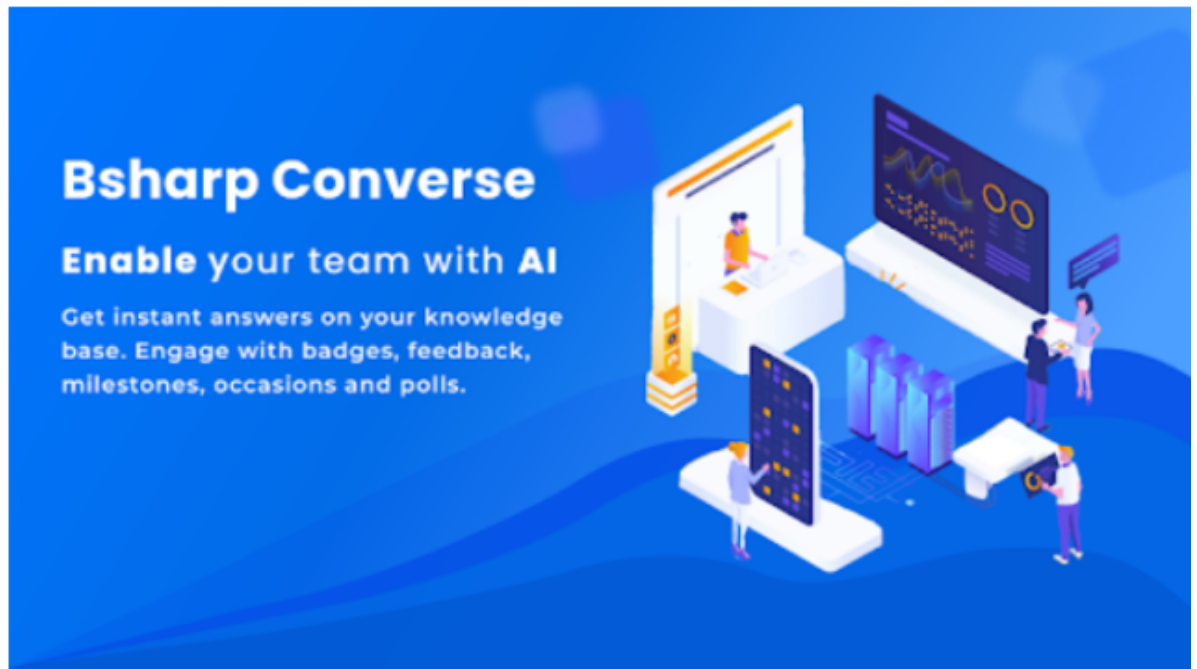 Bsharp Converse
Enable your team with AI
Get instant answers on your knowledge
base. Engage with badges, feedback,
milestones, occasions and polls.